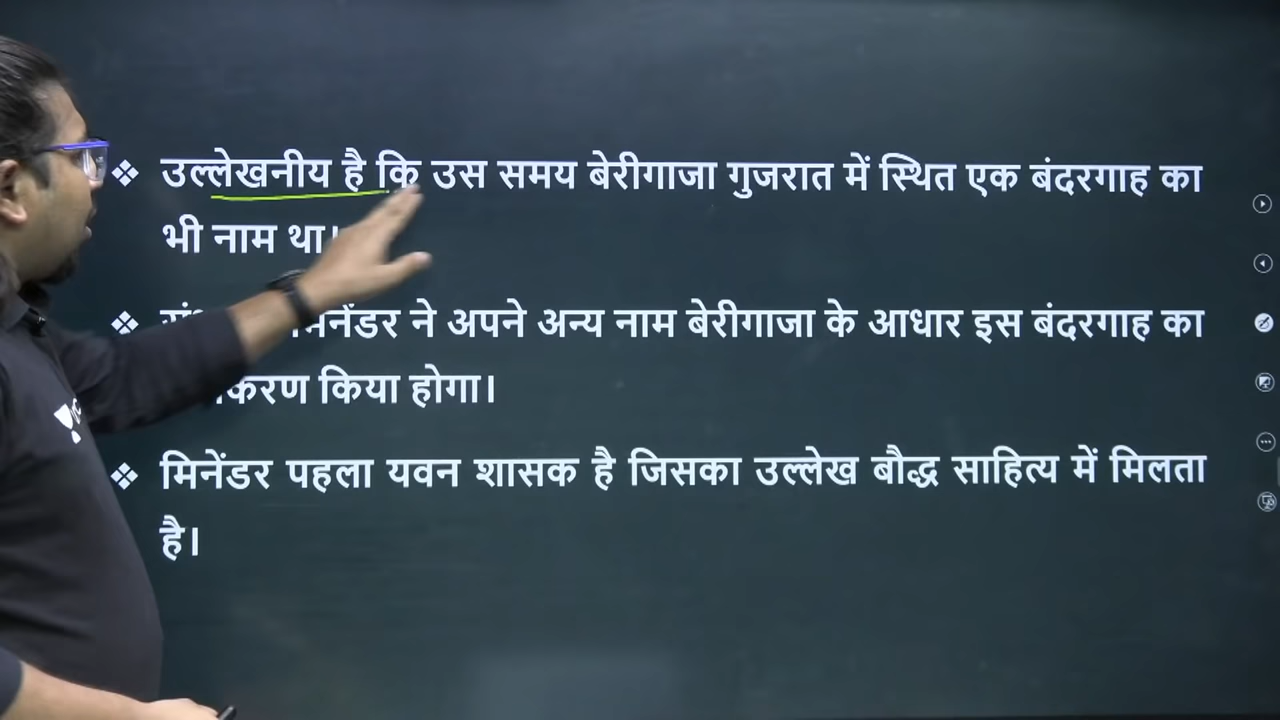 ❖ उल्लेखनीय है कि उस समय बेरीगाजा गुजरात में स्थित एक बंदरगाह का
भी नाम था।
❖ मिनेंडर ने अपने अन्य नाम बेरीगाजा के आधार इस बंदरगाह का
किया होगा।
❖ मिनेंडर पहला यवन शासक है जिसका उल्लेख बौद्ध साहित्य में मिलता
है।